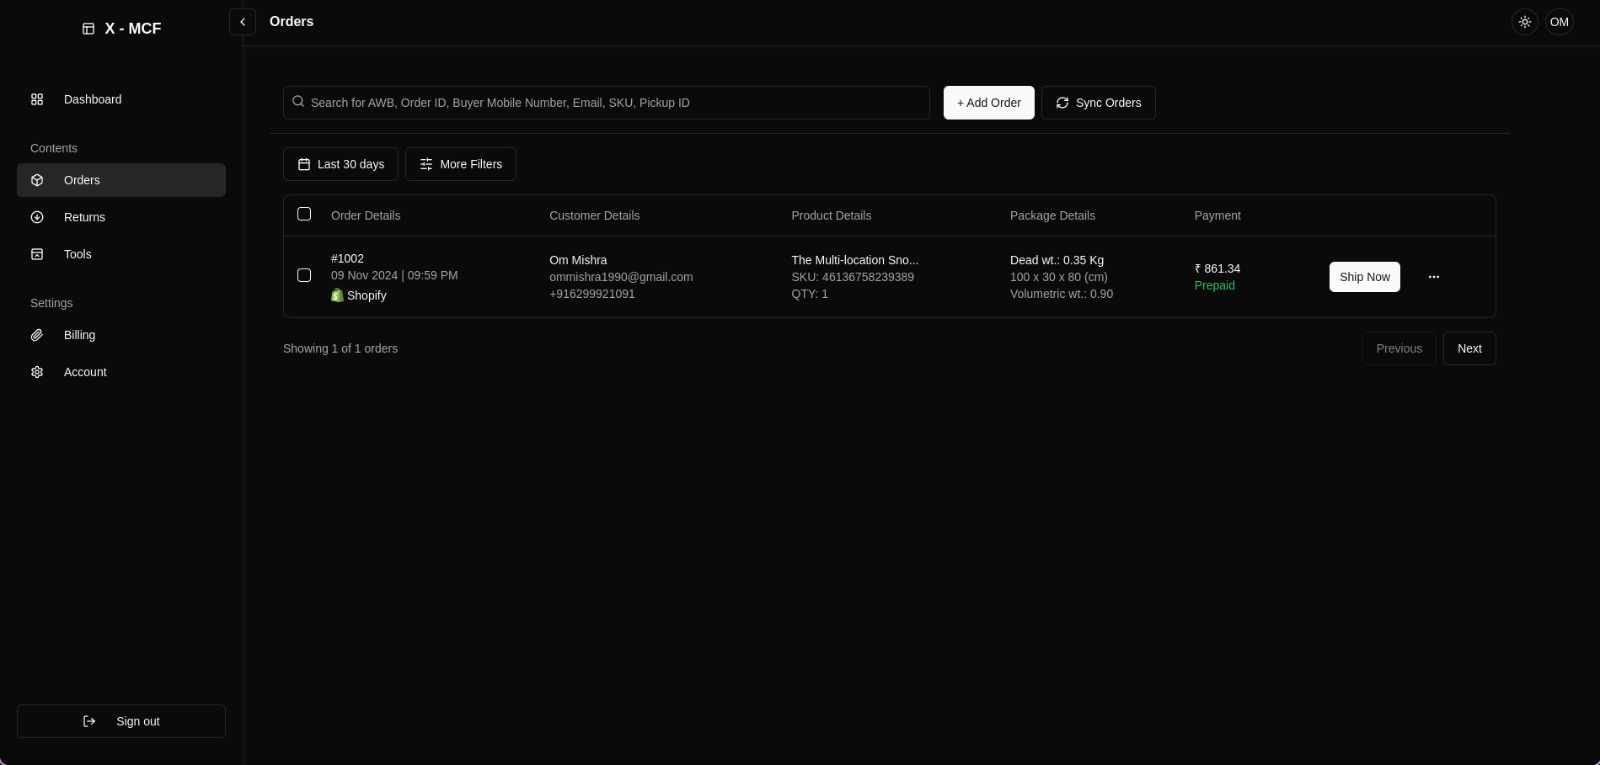 X - MCF
Orders
OM
Dashboard
Contents
Orders
Returns
Tools
Settings
Billing
Account
Sign out
Search for AWB, Order ID, Buyer Mobile Number, Email, SKU, Pickup ID
+ Add Order
Sync Orders
Last 30 days
More Filters
Order Details Customer Details Product Details Package Details Payment
#1002
09 Nov 2024 | 09:59 PM
Shopify
Om Mishra
ommishra1990@gmail.com
+916299921091
The Multi-location Sno...
SKU: 46136758239389
QTY: 1
Dead wt.: 0.35 Kg
100 x 30 x 80 (cm)
Volumetric wt.: 0.90
₹ 861.34
Prepaid
Ship Now
Showing 1 of 1 orders
Previous
Next